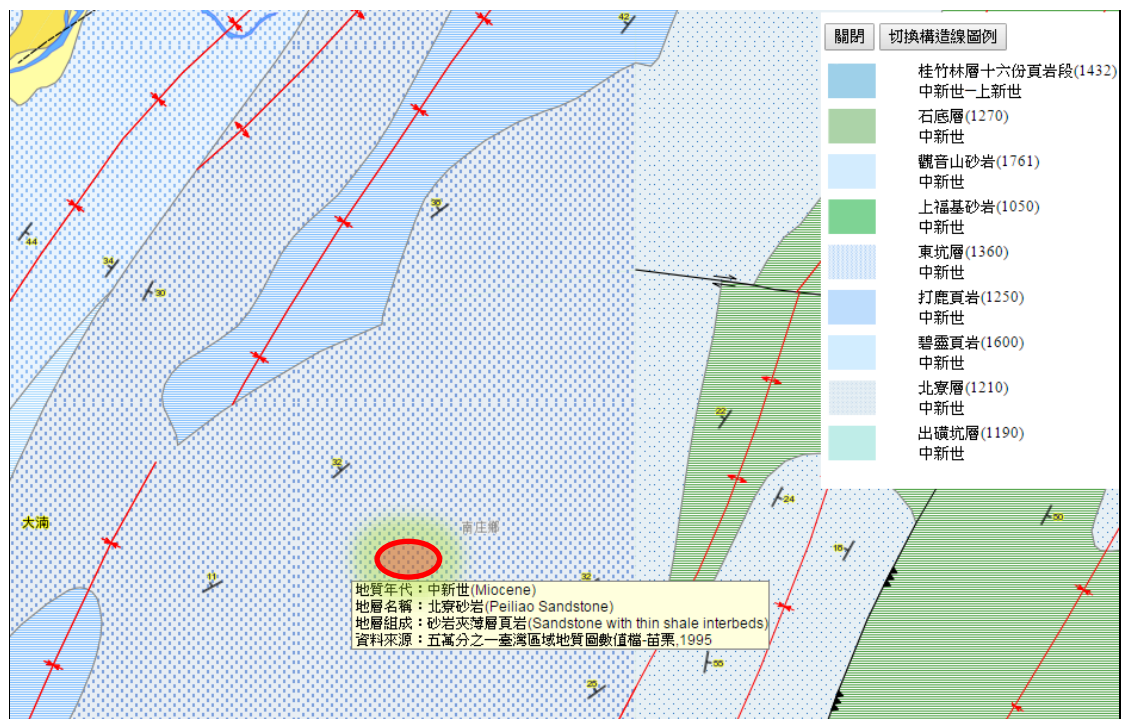 關閉 切換構造線圖例
桂竹林層十六份頁岩段(1432)
中新世─上新世
石底層(1270)
中新世
觀音山砂岩(1761)
中新世
上福基砂岩(1050)
中新世
東坑層(1360)
中新世
打鹿頁岩(1250)
中新世
碧靈頁岩(1600)
中新世
北寮層(1210)
中新世
出磺坑層(1190)
中新世
42
36
44
34
30
22
32
24
大湳
南庄鄉
50
18
11
32
地質年代：中新世(Miocene)
地層名稱：北寮砂岩(Peiliao Sandstone)
地層組成：砂岩夾薄層頁岩(Sandstone with thin shale interbeds)
資料來源：五萬分之一臺灣區域地質圖數值檔-苗栗,1995
55
25